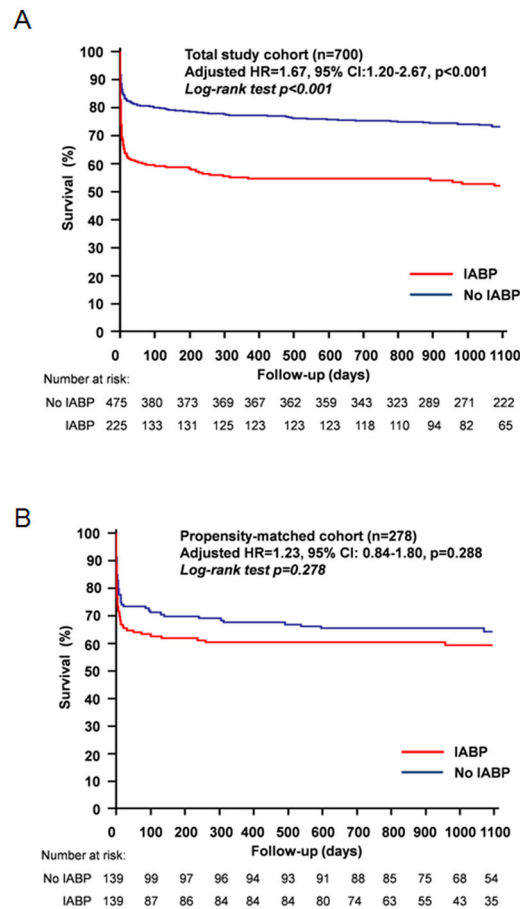 A
Total study cohort (n=700)
Adjusted HR=1.67, 95% CI:1.20-2.67, p<0.001
Log-rank test p<0.001
100
90
80
70
60
50
40
30
20
10
0
Survival (%)
IABP
No IABP
0 100 200 300 400 500 600 700 800 900 1000 1100
Follow-up (days)
Number at risk:
No IABP 475 380 373 369 367 362 359 343 323 289 271 222
IABP 225 133 131 125 123 123 123 118 110 94 82 65
B
Propensity-matched cohort (n=278)
Adjusted HR=1.23, 95% CI: 0.84-1.80, p=0.288
Log-rank test p=0.278
100
90
80
70
60
50
40
30
20
10
0
Survival (%)
IABP
No IABP
0 100 200 300 400 500 600 700 800 900 1000 1100
Follow-up (days)
Number at risk:
No IABP 139 99 97 96 94 93 91 88 85 75 68 54
IABP 139 87 86 84 84 84 80 74 63 55 43 35